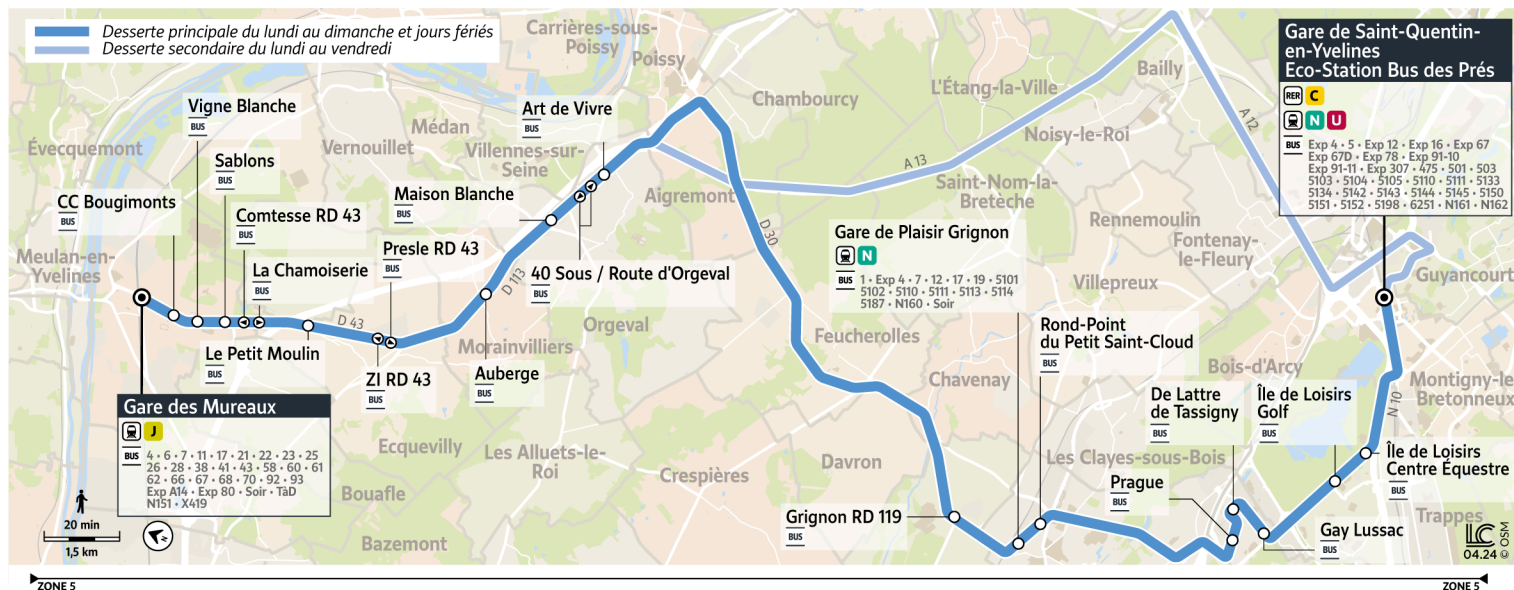 Desserte principale du lundi au dimanche et jours fériés
Desserte secondaire du lundi au vendredi
Carrières-sous-
Poissy
Poissy
Chambourcy
L'Étang-la-Ville
Bailly
Noisy-le-Roi
A 12
A 13
Gare de Saint-Quentin-
en-Yvelines
Eco-Station Bus des Prés
RER C
N U
BUS
Exp 4 • 5 • Exp 12 • Exp 16 • Exp 67
Exp 67D • Exp 78 • Exp 91-10
Exp 91-11 • Exp 307 • 475 • 501 • 503
5103 • 5104 • 5105 • 5110 • 5111 • 5133
5134 • 5142 • 5143 • 5144 • 5145 • 5150
5151 • 5152 • 5198 • 6251 • N161 • N162
Évecquemont
Vigne Blanche
BUS
Sablons
BUS
Vernouillet
Médan
Villennes-sur-
Seine
Art de Vivre
BUS
CC Bougimonts
BUS
Comtesse RD 43
BUS
Maison Blanche
BUS
Aigremont
Saint-Nom-la-
Bretèche
Rennemoulin
Fontenay-
le-Fleury
Guyancourt
Meulan-en-
Yvelines
La Chamoiserie
BUS
Presle RD 43
BUS
40 Sous / Route d'Orgeval
BUS
D 113
D 30
Gare de Plaisir Grignon
N
BUS
1 • Exp 4 • 7 • 12 • 17 • 19 • 5101
5102 • 5110 • 5111 • 5113 • 5114
5187 • N160 • Soir
Villepreux
D 43
Le Petit Moulin
BUS
Morainvilliers
Orgeval
Feucherolles
Rond-Point
du Petit Saint-Cloud
BUS
Bois-d'Arcy
ZI RD 43
BUS
Auberge
BUS
Chavenay
De Lattre
de Tassigny
BUS
Île de Loisirs
Golf
BUS
Montigny-le-
Bretonneux
N 10
Gare des Mureaux
J
BUS
4 • 6 • 7 • 11 • 17 • 21 • 22 • 23 • 25
26 • 28 • 38 • 41 • 43 • 58 • 60 • 61
62 • 66 • 67 • 68 • 70 • 92 • 93
Exp A14 • Exp 80 • Soir • TàD
N151 • X419
Ecquevilly
Les Alluets-le-
Roi
Crespières
Davron
Les Clayes-sous-Bois
Île de Loisirs
Centre Équestre
BUS
Prague
BUS
Bouafle
Bazemont
Grignon RD 119
BUS
Gay Lussac
BUS
Trappes
20 min
1,5 km
LC
04.24 © OSM
ZONE 5
ZONE 5